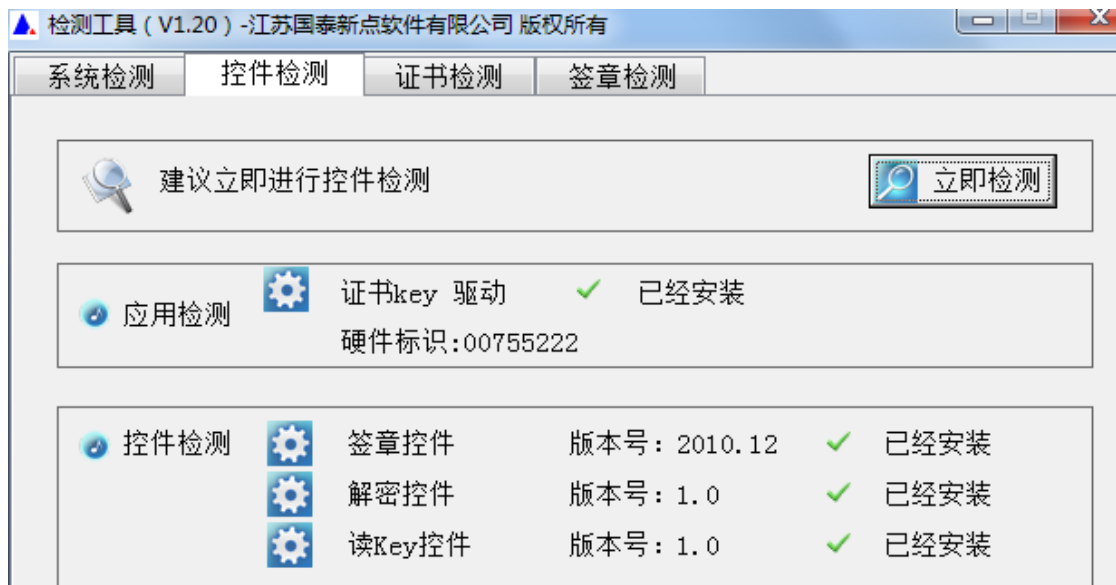 检测工具（V1.20）-江苏国泰新点软件有限公司 版权所有
系统检测 控件检测 证书检测 签章检测
建议立即进行控件检测 立即检测
应用检测 证书key 驱动 已经安装
硬件标识:00755222
控件检测 签章控件 版本号：2010.12 已经安装
解密控件 版本号：1.0 已经安装
读Key控件 版本号：1.0 已经安装